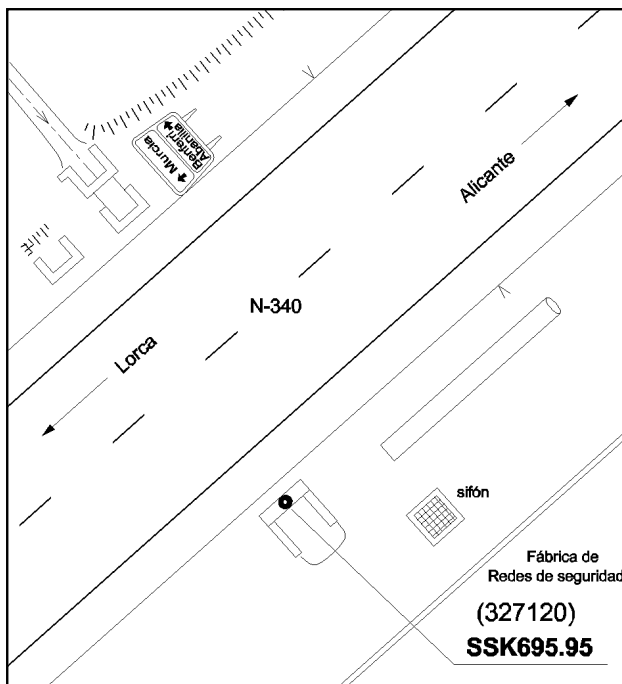 Benferri
Abanilla
Murcia
Alicante
N-340
Lorca
sifón
Fábrica de
Redes de seguridad
(327120)
SSK695.95